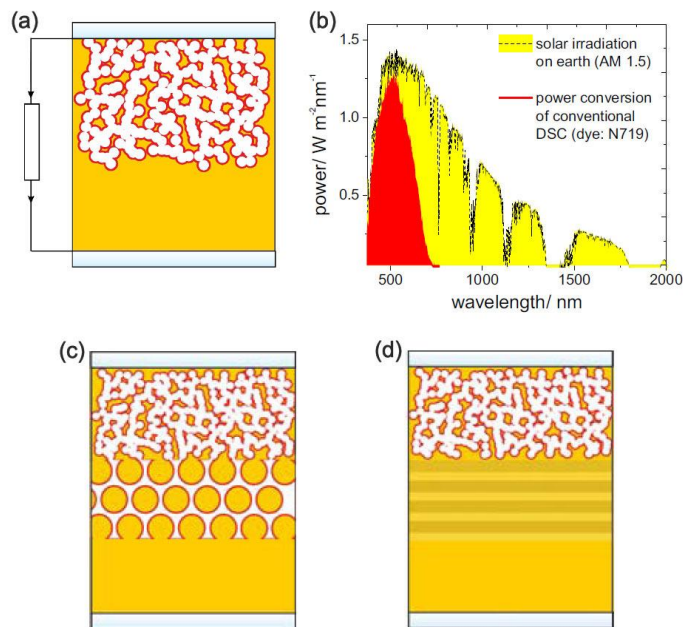 (a)
(b)
1.5
1.0
0.5
power/ W m⁻²nm⁻¹
solar irradiation
on earth (AM 1.5)
power conversion
of conventional
DSC (dye: N719)
500
1000
1500
2000
wavelength/ nm
(c)
(d)